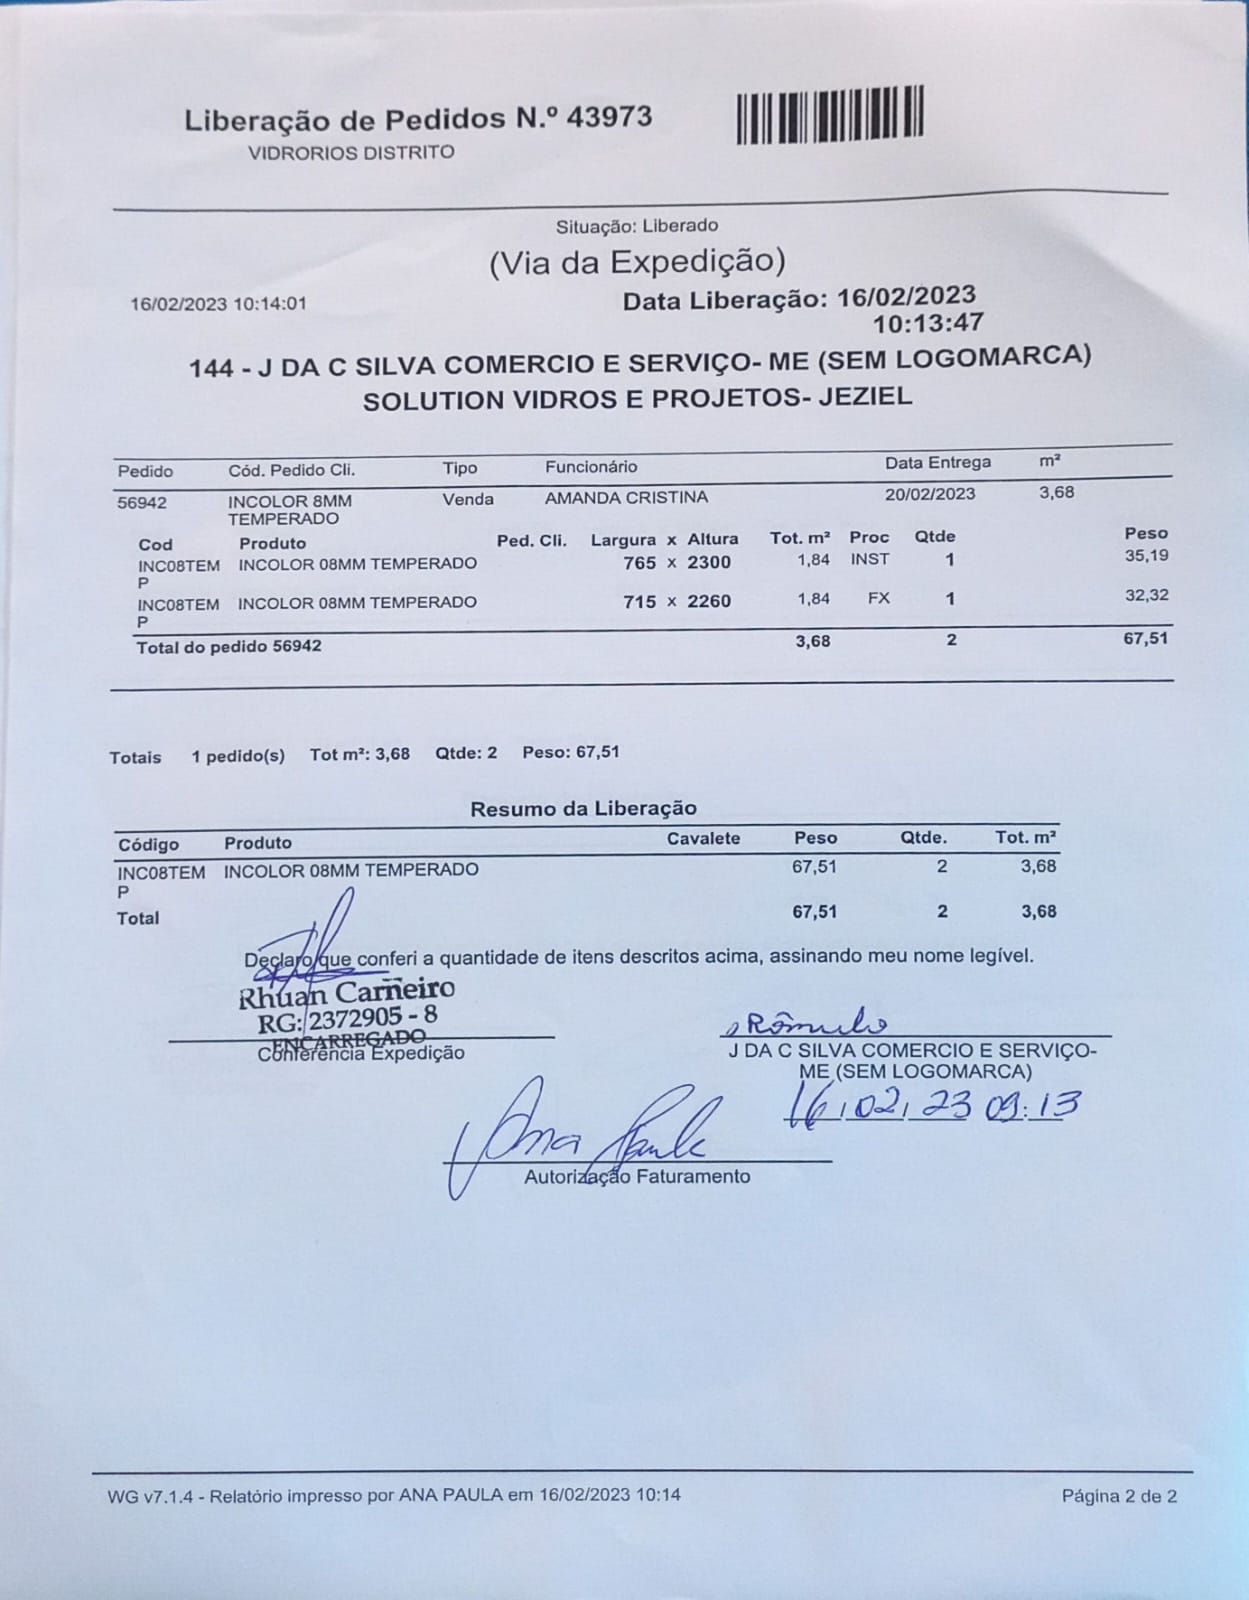 Liberação de Pedidos N.º 43973
VIDRORIOS DISTRITO
Situação: Liberado
(Via da Expedição)
16/02/2023 10:14:01 Data Liberação: 16/02/2023
10:13:47
144 - J DA C SILVA COMERCIO E SERVIÇO- ME (SEM LOGOMARCA)
SOLUTION VIDROS E PROJETOS- JEZIEL
Pedido Cód. Pedido Cli. Tipo Funcionário Data Entrega m²
56942 INCOLOR 8MM Venda AMANDA CRISTINA 20/02/2023 3,68
TEMPERADO
Cod Produto Ped. Cli. Largura x Altura Tot. m² Proc Qtde Peso
INC08TEM INCOLOR 08MM TEMPERADO 765 x 2300 1,84 INST 1 35,19
P
INC08TEM INCOLOR 08MM TEMPERADO 715 x 2260 1,84 FX 1 32,32
P
Total do pedido 56942 3,68 2 67,51
Totais 1 pedido(s) Tot m²: 3,68 Qtde: 2 Peso: 67,51
Resumo da Liberação
Código Produto Cavalete Peso Qtde. Tot. m²
INC08TEM INCOLOR 08MM TEMPERADO 67,51 2 3,68
P
Total 67,51 2 3,68
Declaro que conferi a quantidade de itens descritos acima, assinando meu nome legível.
Rhuan Carneiro
RG: 2372905 - 8
ENCARREGADO
Conferência Expedição
Rômulo
J DA C SILVA COMERCIO E SERVIÇO-
ME (SEM LOGOMARCA)
16/02/23 09:13
Ana Paula
Autorização Faturamento
WG v7.1.4 - Relatório impresso por ANA PAULA em 16/02/2023 10:14 Página 2 de 2